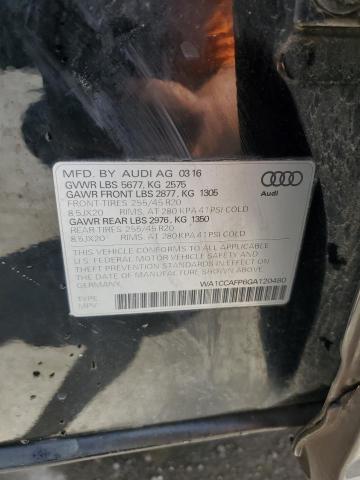 MFD. BY AUDI AG 03 16
GVWR LBS 5677, KG 2575
GAWR FRONT LBS 2877, KG 1305
FRONT-TIRES 255/45 R20
8.5JX20 RIMS, AT 280 KPA 41 PSI COLD
GAWR REAR LBS 2976, KG 1350
REAR TIRES 255/45 R20
8.5JX20 RIMS, AT 280 KPA 41 PSI COLD
Audi
THIS VEHICLE CONFORMS TO ALL APPLICABLE
U.S. FEDERAL MOTOR VEHICLE SAFETY
STANDARDS IN EFFECT ON
THE DATE OF MANUFACTURE SHOWN ABOVE.
GERMANY,
WA1CCAFP6GA120480
TYPE:
MPV